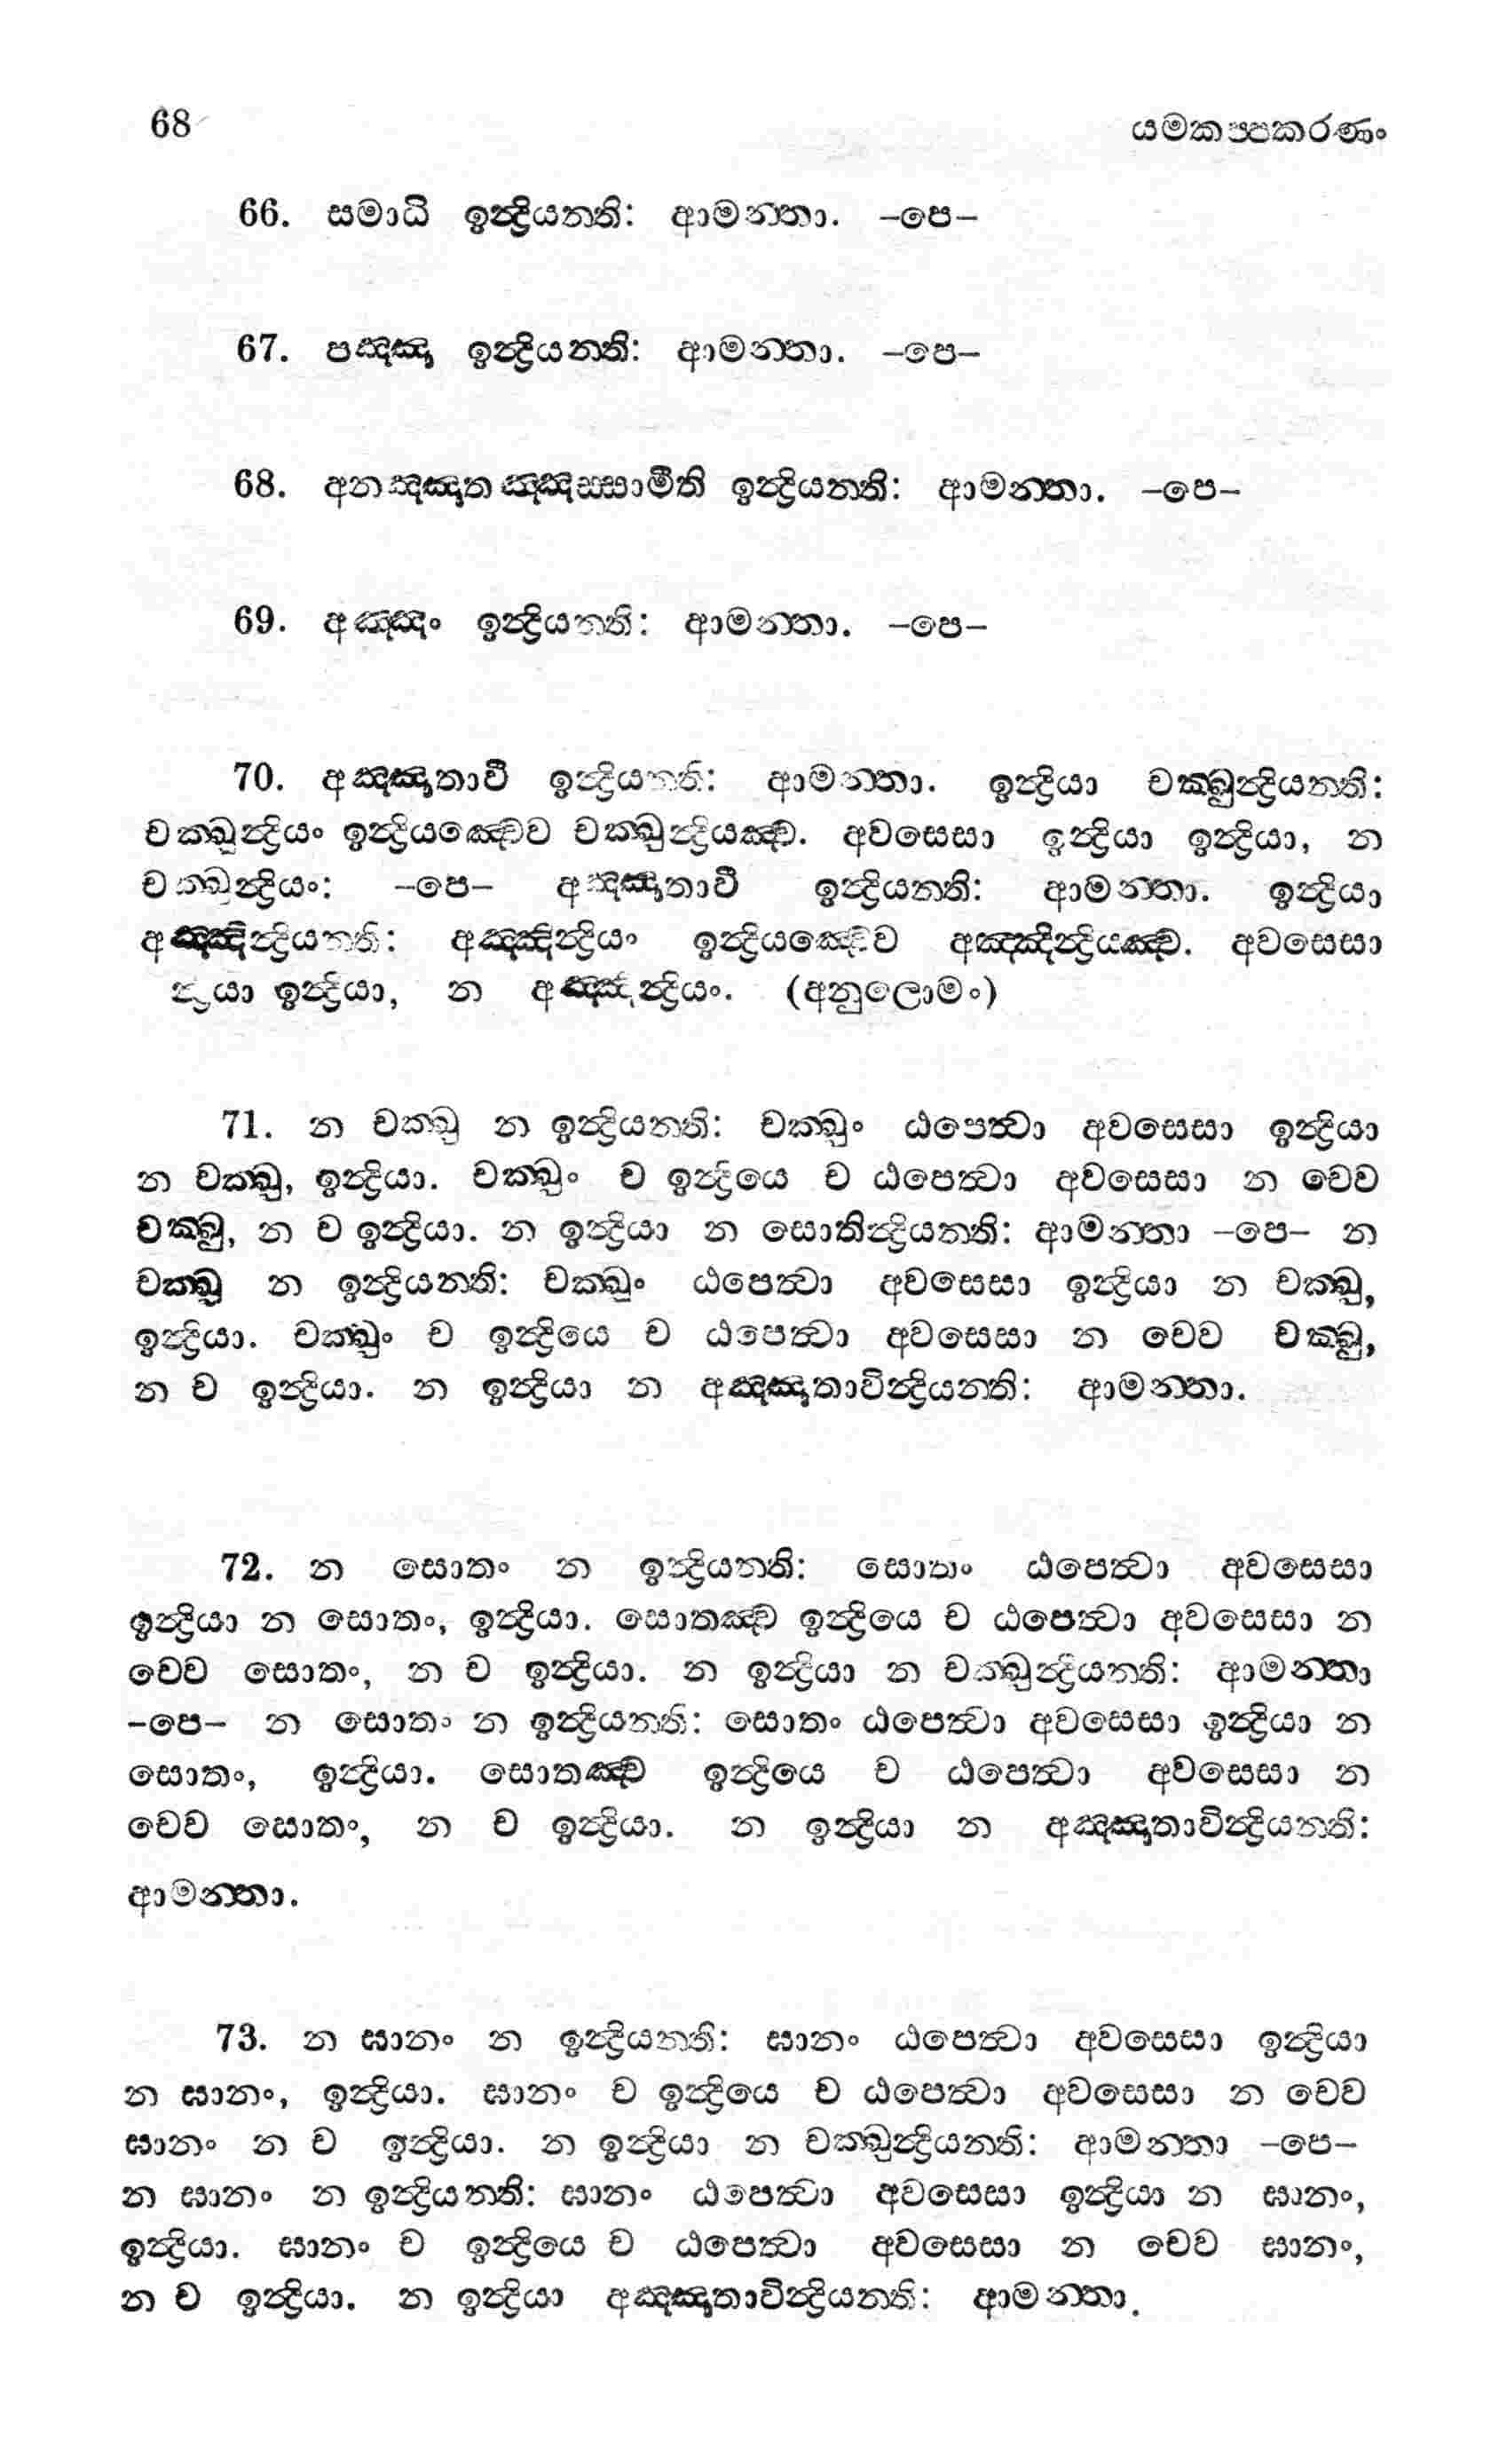 68
යමකප්පකරණං
66. සමාධි ඉන්ද්‍රියන්ති: ආමන්තා. –පෙ–
67. පඤ්ඤා ඉන්ද්‍රියන්ති: ආමන්තා. –පෙ–
68. අනඤ්ඤාතඤ්ඤස්සාමීති ඉන්ද්‍රියන්ති: ආමන්තා. –පෙ–
69. අඤ්ඤං ඉන්ද්‍රියන්ති: ආමන්තා. –පෙ–
70. අඤ්ඤාතාවී ඉන්ද්‍රියන්ති: ආමන්තා. ඉන්ද්‍රියා චක්ඛුන්ද්‍රියන්ති:
චක්ඛුන්ද්‍රියං ඉන්ද්‍රියඤ්චෙව චක්ඛුන්ද්‍රියඤ්ච. අවසෙසා ඉන්ද්‍රියා ඉන්ද්‍රියා, න
චක්ඛුන්ද්‍රියං: –පෙ– අඤ්ඤාතාවී ඉන්ද්‍රියන්ති: ආමන්තා. ඉන්ද්‍රියා
අඤ්ඤින්ද්‍රියන්ති: අඤ්ඤින්ද්‍රියං ඉන්ද්‍රියඤ්චෙව අඤ්ඤින්ද්‍රියඤ්ච. අවසෙසා
න්ද්‍රියා ඉන්ද්‍රියා, න අඤ්ඤින්ද්‍රියං. (අනුලොමං)
71. න චක්ඛු න ඉන්ද්‍රියන්ති: චක්ඛුං ඨපෙත්වා අවසෙසා ඉන්ද්‍රියා
න චක්ඛු, ඉන්ද්‍රියා. චක්ඛුං ච ඉන්ද්‍රියෙ ච ඨපෙත්වා අවසෙසා න චෙව
චක්ඛු, න ච ඉන්ද්‍රියා. න ඉන්ද්‍රියා න සොතින්ද්‍රියන්ති: ආමන්තා –පෙ– න
චක්ඛු න ඉන්ද්‍රියන්ති: චක්ඛුං ඨපෙත්වා අවසෙසා ඉන්ද්‍රියා න චක්ඛු,
ඉන්ද්‍රියා. චක්ඛුං ච ඉන්ද්‍රියෙ ච ඨපෙත්වා අවසෙසා න චෙව චක්ඛු,
න ච ඉන්ද්‍රියා. න ඉන්ද්‍රියා න අඤ්ඤාතාවින්ද්‍රියන්ති: ආමන්තා.
72. න සොතං න ඉන්ද්‍රියන්ති: සොතං ඨපෙත්වා අවසෙසා
ඉන්ද්‍රියා න සොතං, ඉන්ද්‍රියා. සොතඤ්ච ඉන්ද්‍රියෙ ච ඨපෙත්වා අවසෙසා න
චෙව සොතං, න ච ඉන්ද්‍රියා. න ඉන්ද්‍රියා න චක්ඛුන්ද්‍රියන්ති: ආමන්තා
–පෙ– න සොතං න ඉන්ද්‍රියන්ති: සොතං ඨපෙත්වා අවසෙසා ඉන්ද්‍රියා න
සොතං, ඉන්ද්‍රියා. සොතඤ්ච ඉන්ද්‍රියෙ ච ඨපෙත්වා අවසෙසා න
චෙව සොතං, න ච ඉන්ද්‍රියා. න ඉන්ද්‍රියා න අඤ්ඤාතාවින්ද්‍රියන්ති:
ආමන්තා.
73. න ඝානං න ඉන්ද්‍රියන්ති: ඝානං ඨපෙත්වා අවසෙසා ඉන්ද්‍රියා
න ඝානං, ඉන්ද්‍රියා. ඝානං ච ඉන්ද්‍රියෙ ච ඨපෙත්වා අවසෙසා න චෙව
ඝානං න ච ඉන්ද්‍රියා. න ඉන්ද්‍රියා න චක්ඛුන්ද්‍රියන්ති: ආමන්තා –පෙ–
න ඝානං න ඉන්ද්‍රියන්ති: ඝානං ඨපෙත්වා අවසෙසා ඉන්ද්‍රියා න ඝානං,
ඉන්ද්‍රියා. ඝානං ච ඉන්ද්‍රියෙ ච ඨපෙත්වා අවසෙසා න චෙව ඝානං,
න ච ඉන්ද්‍රියා. න ඉන්ද්‍රියා අඤ්ඤාතාවින්ද්‍රියන්ති: ආමන්තා.